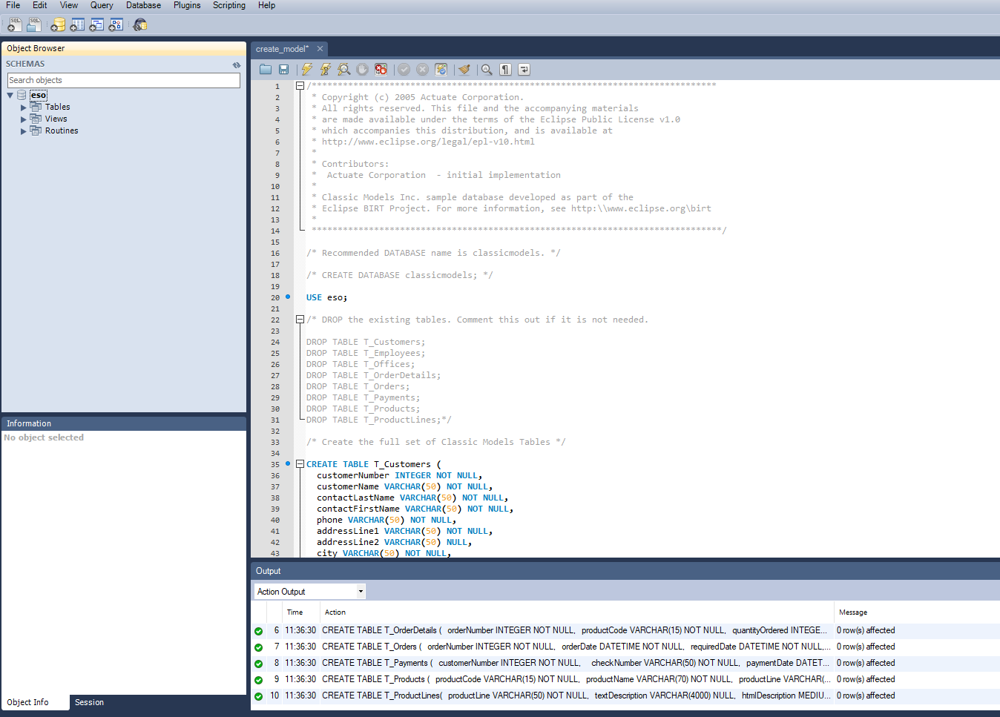 File Edit View Query Database Plugins Scripting Help
SQL SQL
Object Browser
SCHEMAS
Search objects
eso
Tables
Views
Routines
Information
No object selected
Object Info Session
create_model*
1 /******************************************************************************
2 * Copyright (c) 2005 Actuate Corporation.
3 * All rights reserved. This file and the accompanying materials
4 * are made available under the terms of the Eclipse Public License v1.0
5 * which accompanies this distribution, and is available at
6 * http://www.eclipse.org/legal/epl-v10.html
7 *
8 * Contributors:
9 *  Actuate Corporation  - initial implementation
10 *
11 * Classic Models Inc. sample database developed as part of the
12 * Eclipse BIRT Project. For more information, see http:\\www.eclipse.org\birt
13 *
14 *******************************************************************************/
15
16 /* Recommended DATABASE name is classicmodels. */
17
18 /* CREATE DATABASE classicmodels; */
19
20 USE eso;
21
22 /* DROP the existing tables. Comment this out if it is not needed.
23
24 DROP TABLE T_Customers;
25 DROP TABLE T_Employees;
26 DROP TABLE T_Offices;
27 DROP TABLE T_OrderDetails;
28 DROP TABLE T_Orders;
29 DROP TABLE T_Payments;
30 DROP TABLE T_Products;
31 DROP TABLE T_ProductLines;*/
32
33 /* Create the full set of Classic Models Tables */
34
35 CREATE TABLE T_Customers (
36 customerNumber INTEGER NOT NULL,
37 customerName VARCHAR(50) NOT NULL,
38 contactLastName VARCHAR(50) NOT NULL,
39 contactFirstName VARCHAR(50) NOT NULL,
40 phone VARCHAR(50) NOT NULL,
41 addressLine1 VARCHAR(50) NOT NULL,
42 addressLine2 VARCHAR(50) NULL,
43 city VARCHAR(50) NOT NULL,
Output
Action Output
Time Action Message
6 11:36:30 CREATE TABLE T_OrderDetails (   orderNumber INTEGER NOT NULL,   productCode VARCHAR(15) NOT NULL,   quantityOrdered INTEGE... 0 row(s) affected
7 11:36:30 CREATE TABLE T_Orders (   orderNumber INTEGER NOT NULL,   orderDate DATETIME NOT NULL,   requiredDate DATETIME NOT NULL,... 0 row(s) affected
8 11:36:30 CREATE TABLE T_Payments (   customerNumber INTEGER NOT NULL,    checkNumber VARCHAR(50) NOT NULL,   paymentDate DATET... 0 row(s) affected
9 11:36:30 CREATE TABLE T_Products (   productCode VARCHAR(15) NOT NULL,   productName VARCHAR(70) NOT NULL,   productLine VARCHAR(... 0 row(s) affected
10 11:36:30 CREATE TABLE T_ProductLines(   productLine VARCHAR(50) NOT NULL,   textDescription VARCHAR(4000) NULL,   htmlDescription MEDIU... 0 row(s) affected